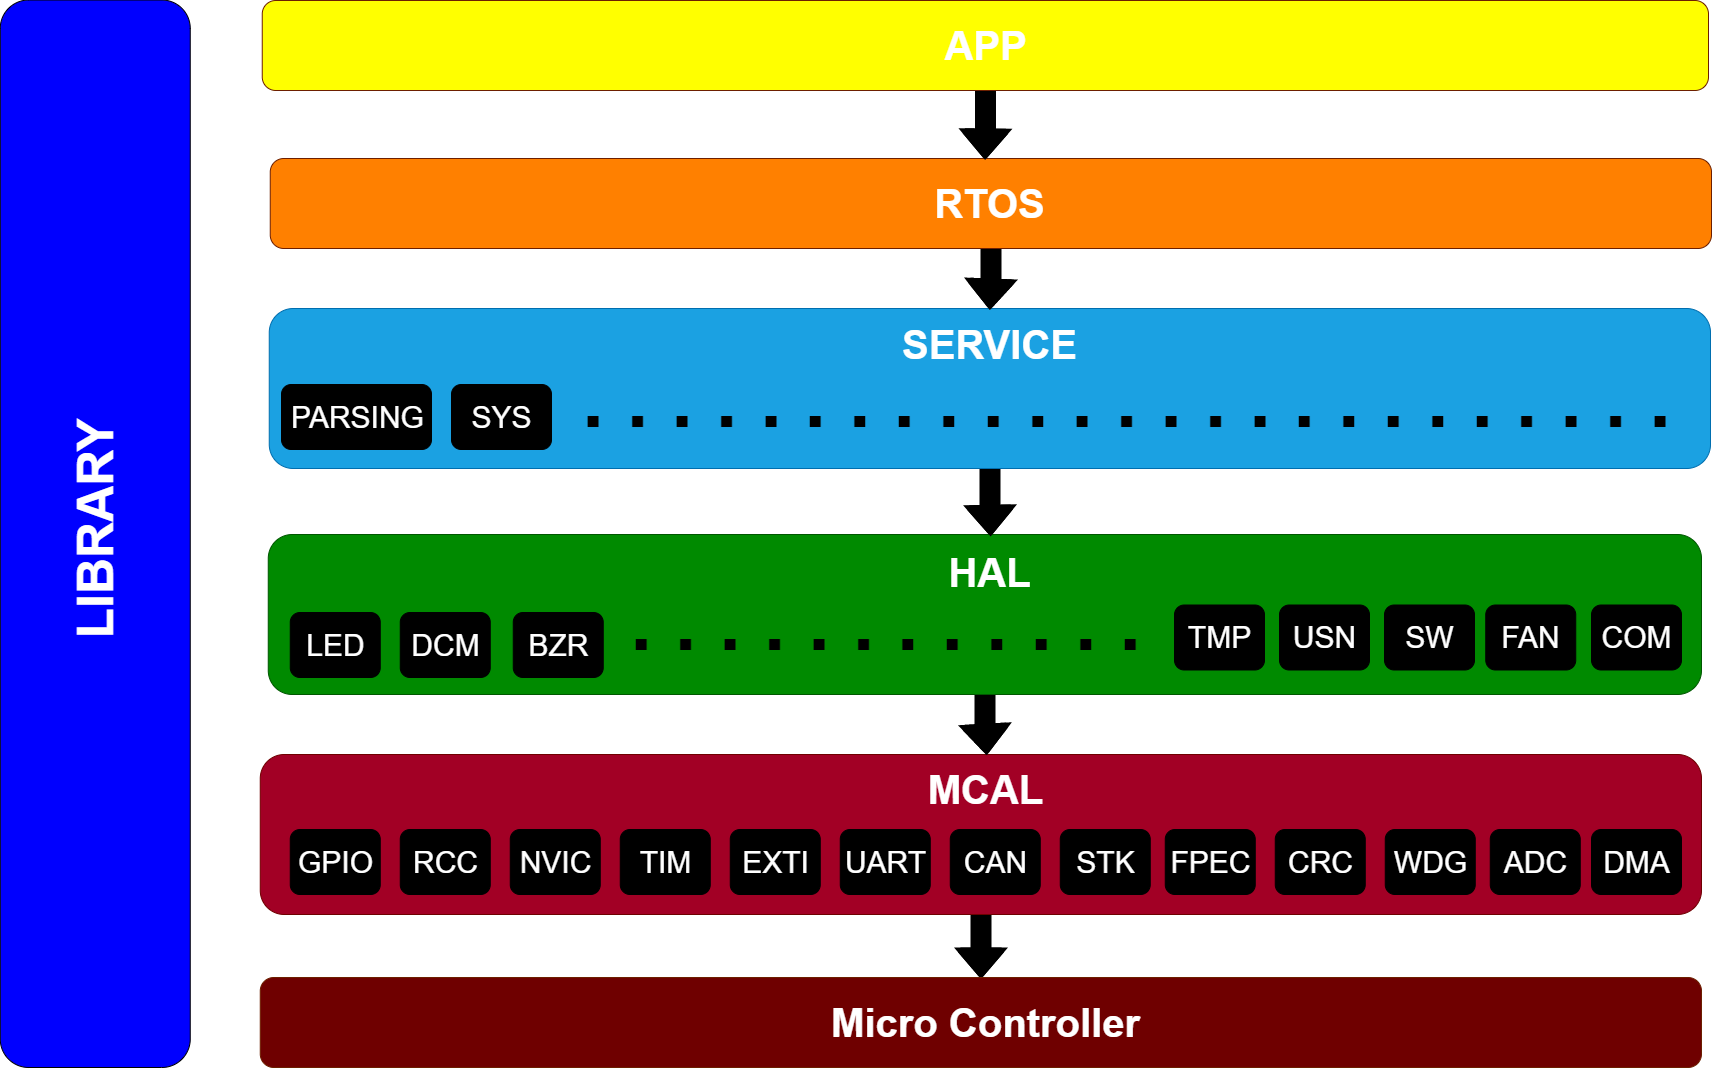 LIBRARY
APP
RTOS
SERVICE
PARSING SYS
HAL
LED DCM BZR TMP USN SW FAN COM
MCAL
GPIO RCC NVIC TIM EXTI UART CAN STK FPEC CRC WDG ADC DMA
Micro Controller